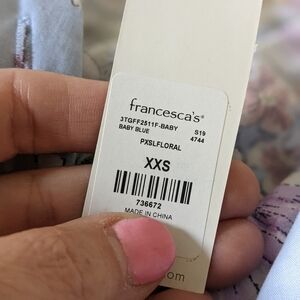 francesca's®
3TGFF2511F-BABY S19
BABY BLUE 4744
PXSLFLORAL
XXS
736672
MADE IN CHINA